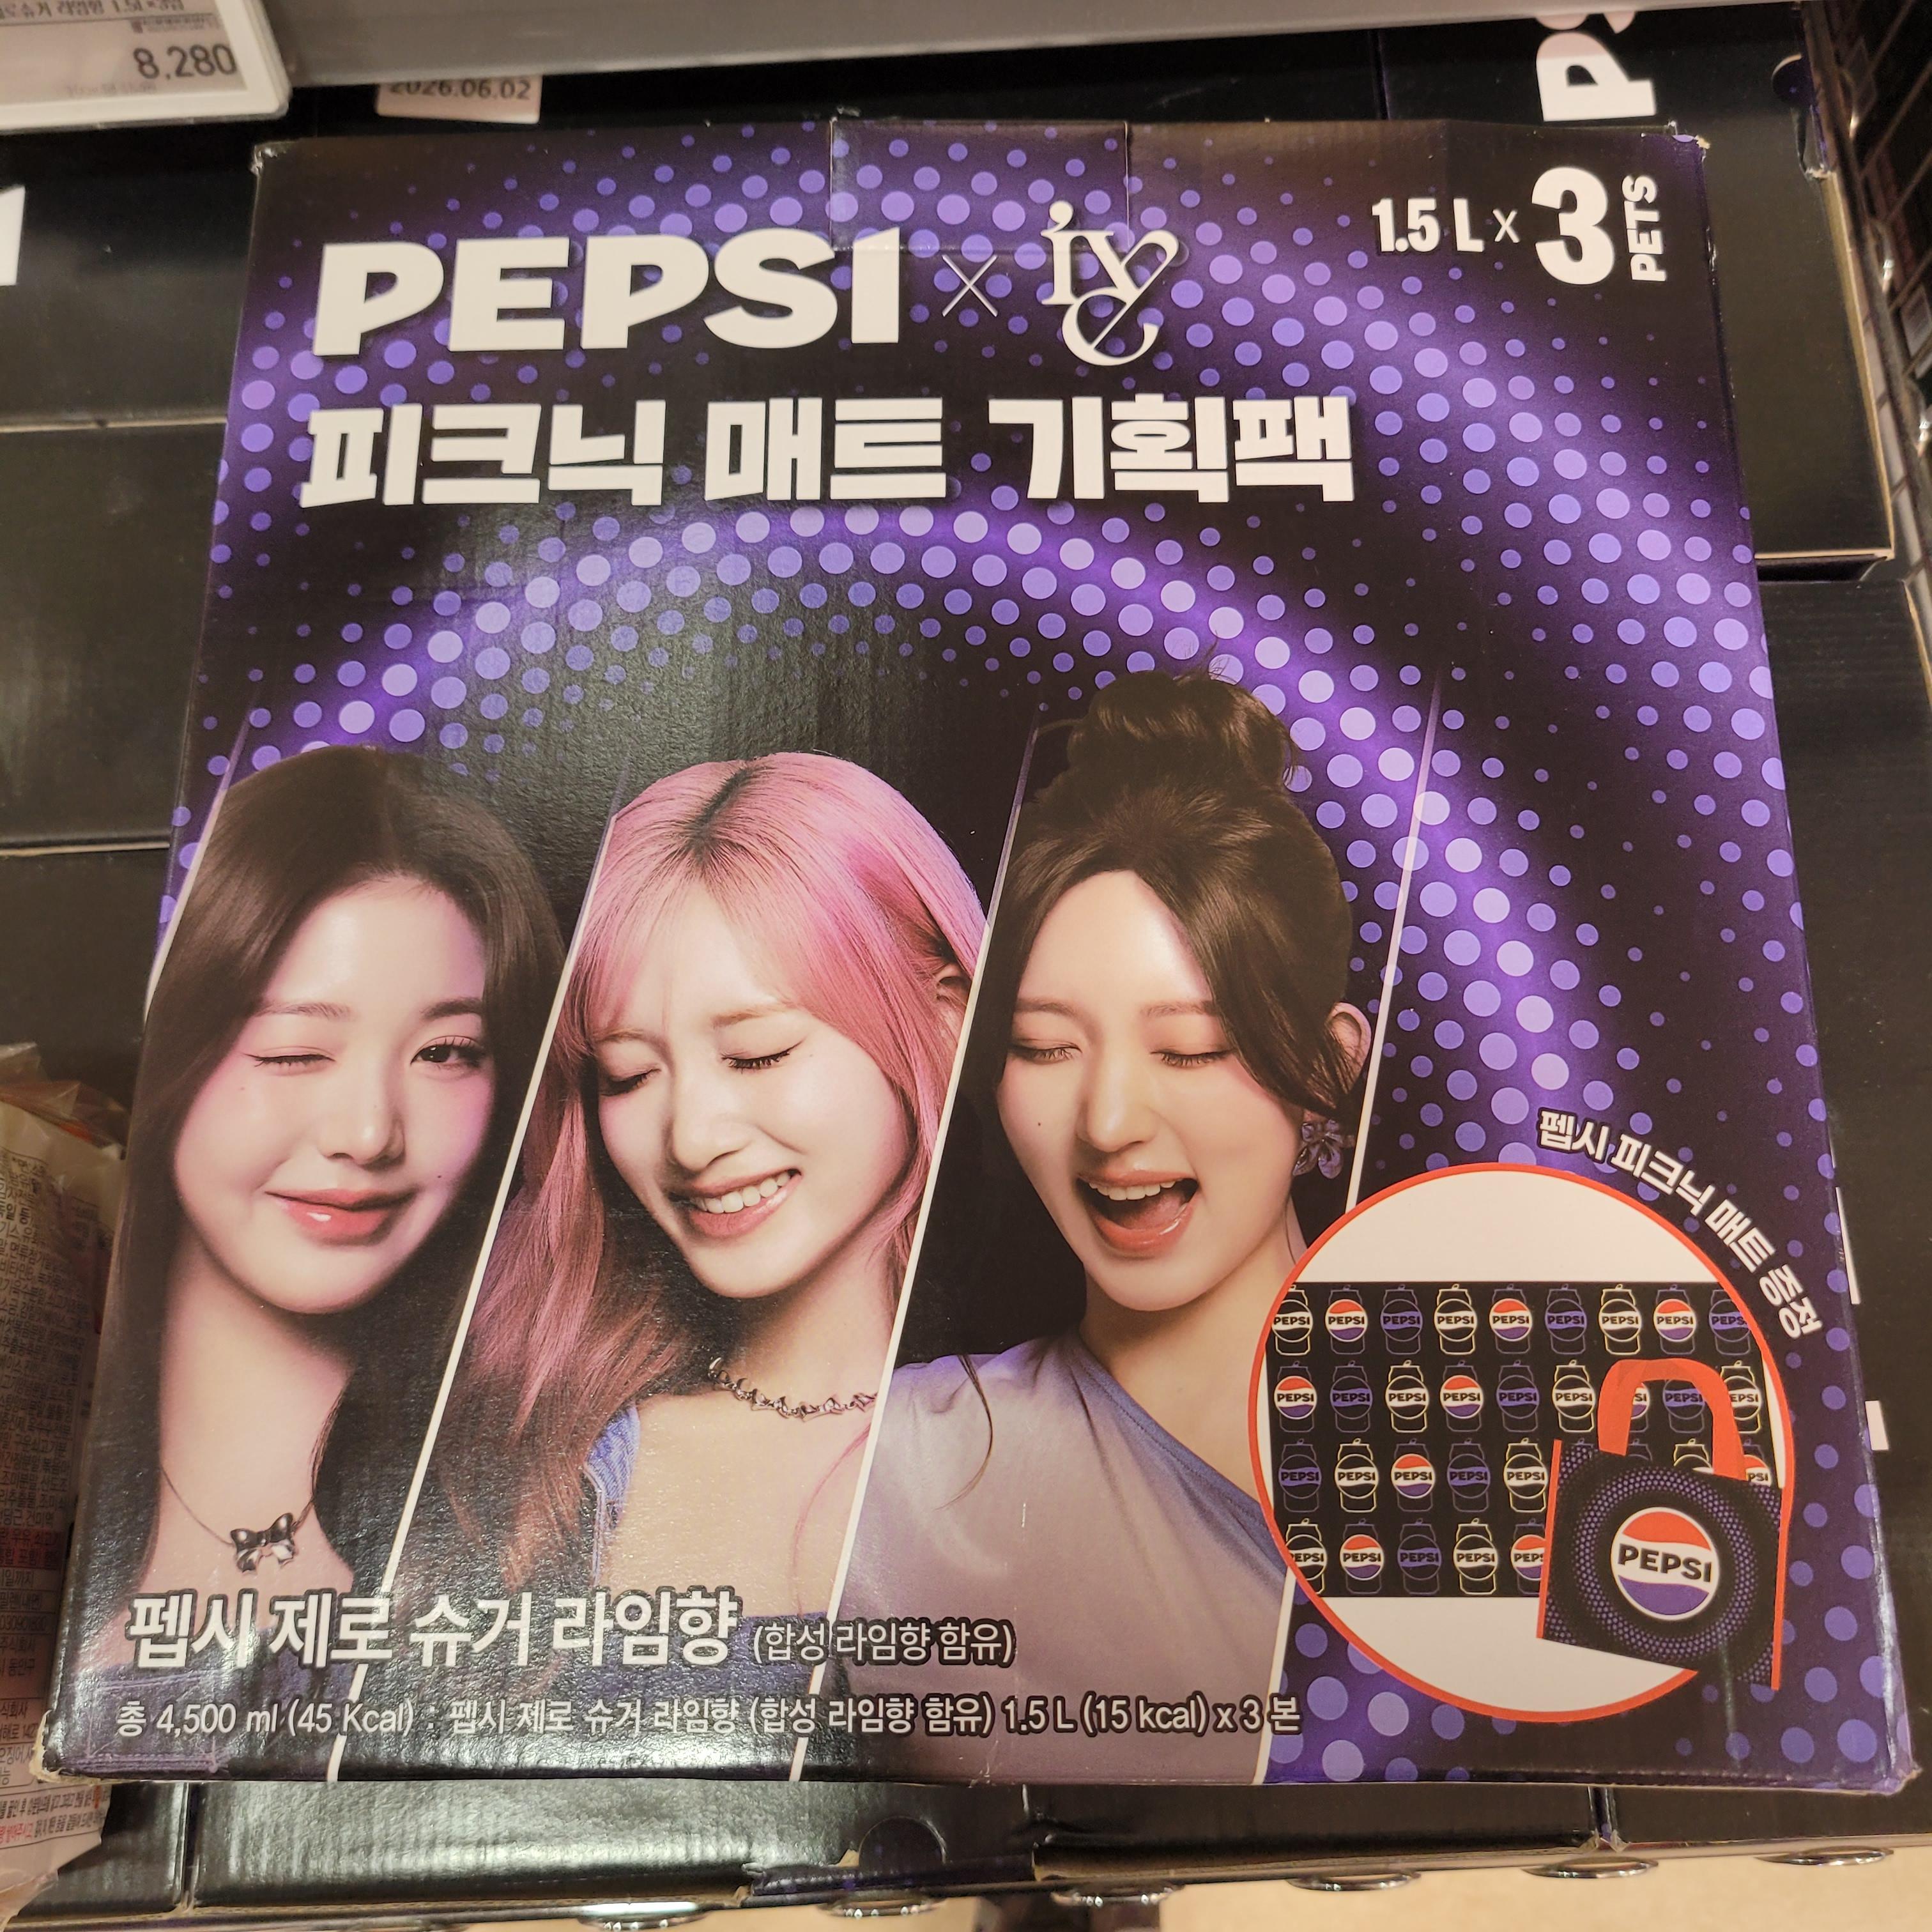 8,280
2026.06.02
PEPSI × IVE
1.5 L x 3 PETS
피크닉 매트 기획팩
펩시 피크닉 매트 증정
PEPSI
펩시 제로 슈거 라임향 (합성 라임향 함유)
총 4,500 ml (45 Kcal) : 펩시 제로 슈거 라임향 (합성 라임향 함유) 1.5 L (15 kcal) x 3 본